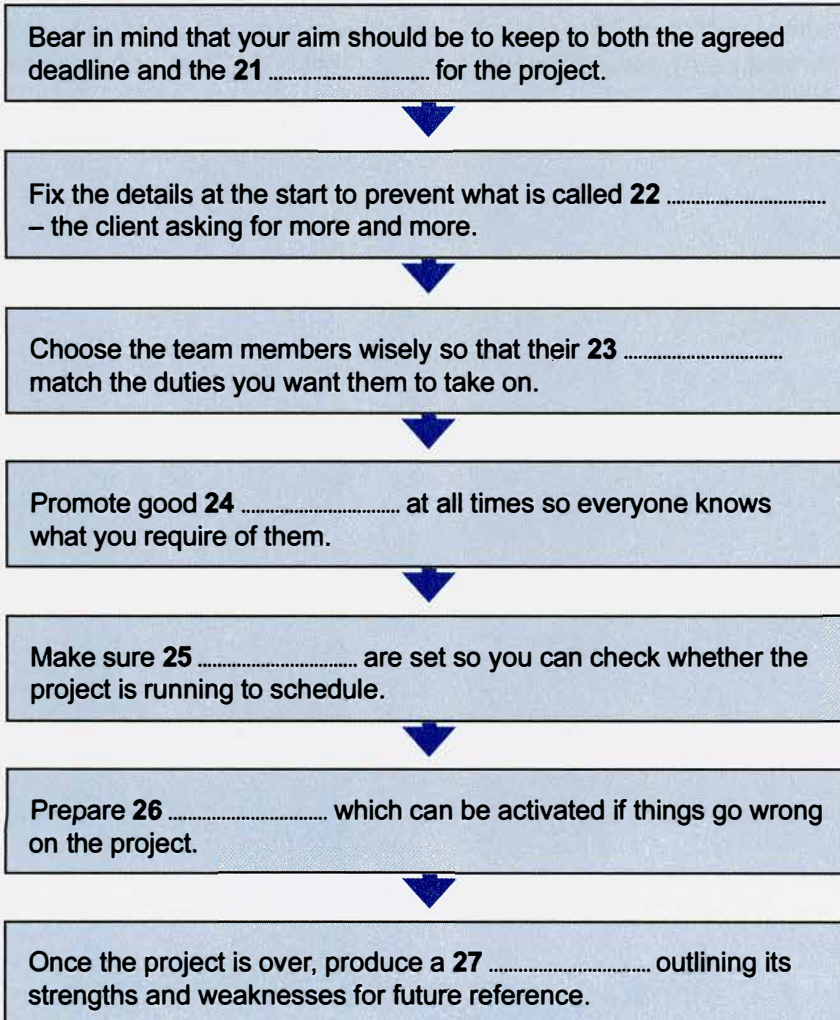 Bear in mind that your aim should be to keep to both the agreed
deadline and the 21 .............................. for the project.
Fix the details at the start to prevent what is called 22 ..............................
– the client asking for more and more.
Choose the team members wisely so that their 23 ..............................
match the duties you want them to take on.
Promote good 24 .............................. at all times so everyone knows
what you require of them.
Make sure 25 .............................. are set so you can check whether the
project is running to schedule.
Prepare 26 .............................. which can be activated if things go wrong
on the project.
Once the project is over, produce a 27 .............................. outlining its
strengths and weaknesses for future reference.